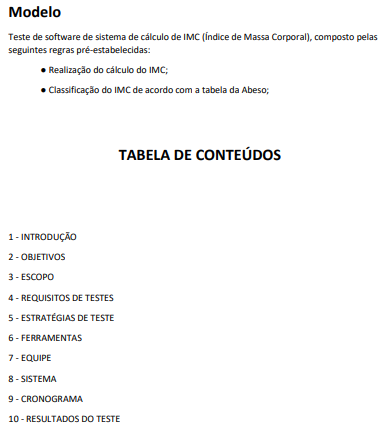 Modelo
Teste de software de sistema de cálculo de IMC (Índice de Massa Corporal), composto pelas
seguintes regras pré-estabelecidas:
● Realização do cálculo do IMC;
● Classificação do IMC de acordo com a tabela da Abeso;
TABELA DE CONTEÚDOS
1 - INTRODUÇÃO
2 - OBJETIVOS
3 - ESCOPO
4 - REQUISITOS DE TESTES
5 - ESTRATÉGIAS DE TESTE
6 - FERRAMENTAS
7 - EQUIPE
8 - SISTEMA
9 - CRONOGRAMA
10 - RESULTADOS DO TESTE